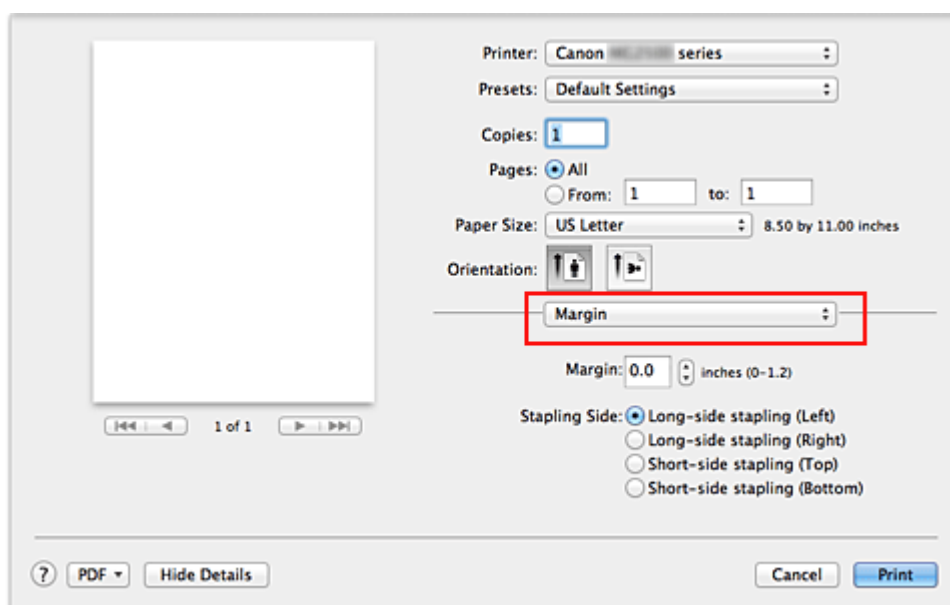 Printer: Canon series
Presets: Default Settings
Copies: 1
Pages: All
From: 1 to: 1
Paper Size: US Letter 8.50 by 11.00 inches
Orientation:
Margin
Margin: 0.0 inches (0-1.2)
1 of 1
Stapling Side: Long-side stapling (Left)
Long-side stapling (Right)
Short-side stapling (Top)
Short-side stapling (Bottom)
? PDF Hide Details Cancel Print